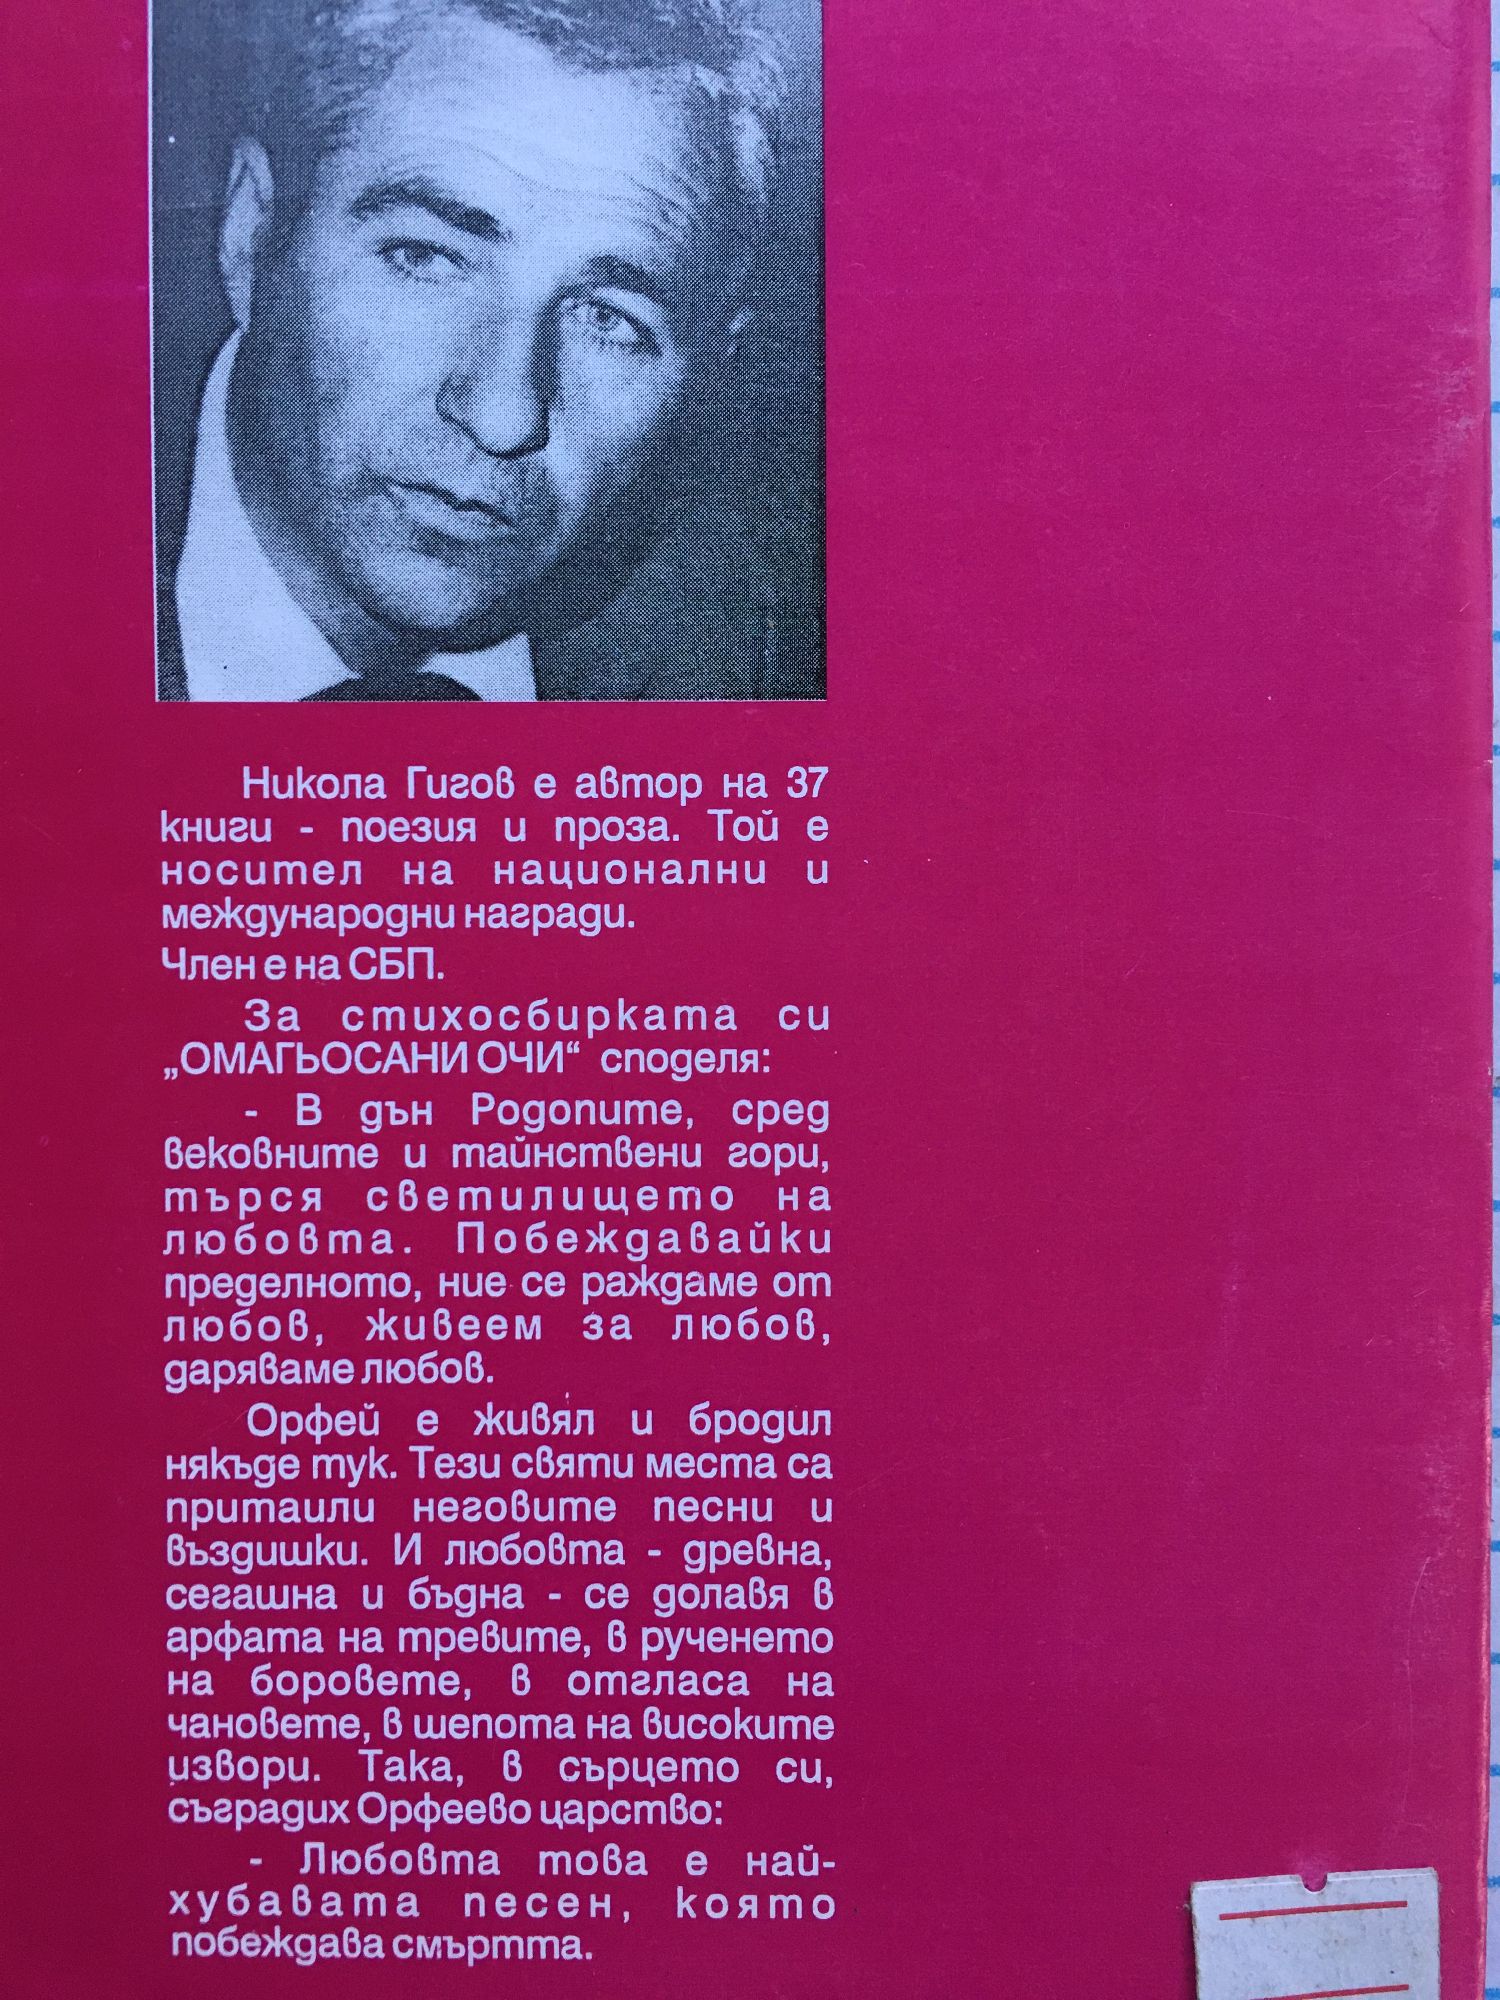 Никола Гигов е автор на 37
книги - поезия и проза. Той е
носител на национални и
международни награди.
Член е на СБП.
За стихосбирката си
„ОМАГЬОСАНИ ОЧИ“ споделя:
- В дън Родопите, сред
вековните и тайнствени гори,
търся светилището на
любовта. Побеждавайки
пределното, ние се раждаме от
любов, живеем за любов,
даряваме любов.
Орфей е живял и бродил
някъде тук. Тези святи места са
притаили неговите песни и
въздишки. И любовта - древна,
сегашна и бъдна - се долавя в
арфата на тревите, в рученето
на боровете, в отгласа на
чановете, в шепота на високите
извори. Така, в сърцето си,
съградих Орфеево царство:
- Любовта това е най-
хубавата песен, която
побеждава смъртта.